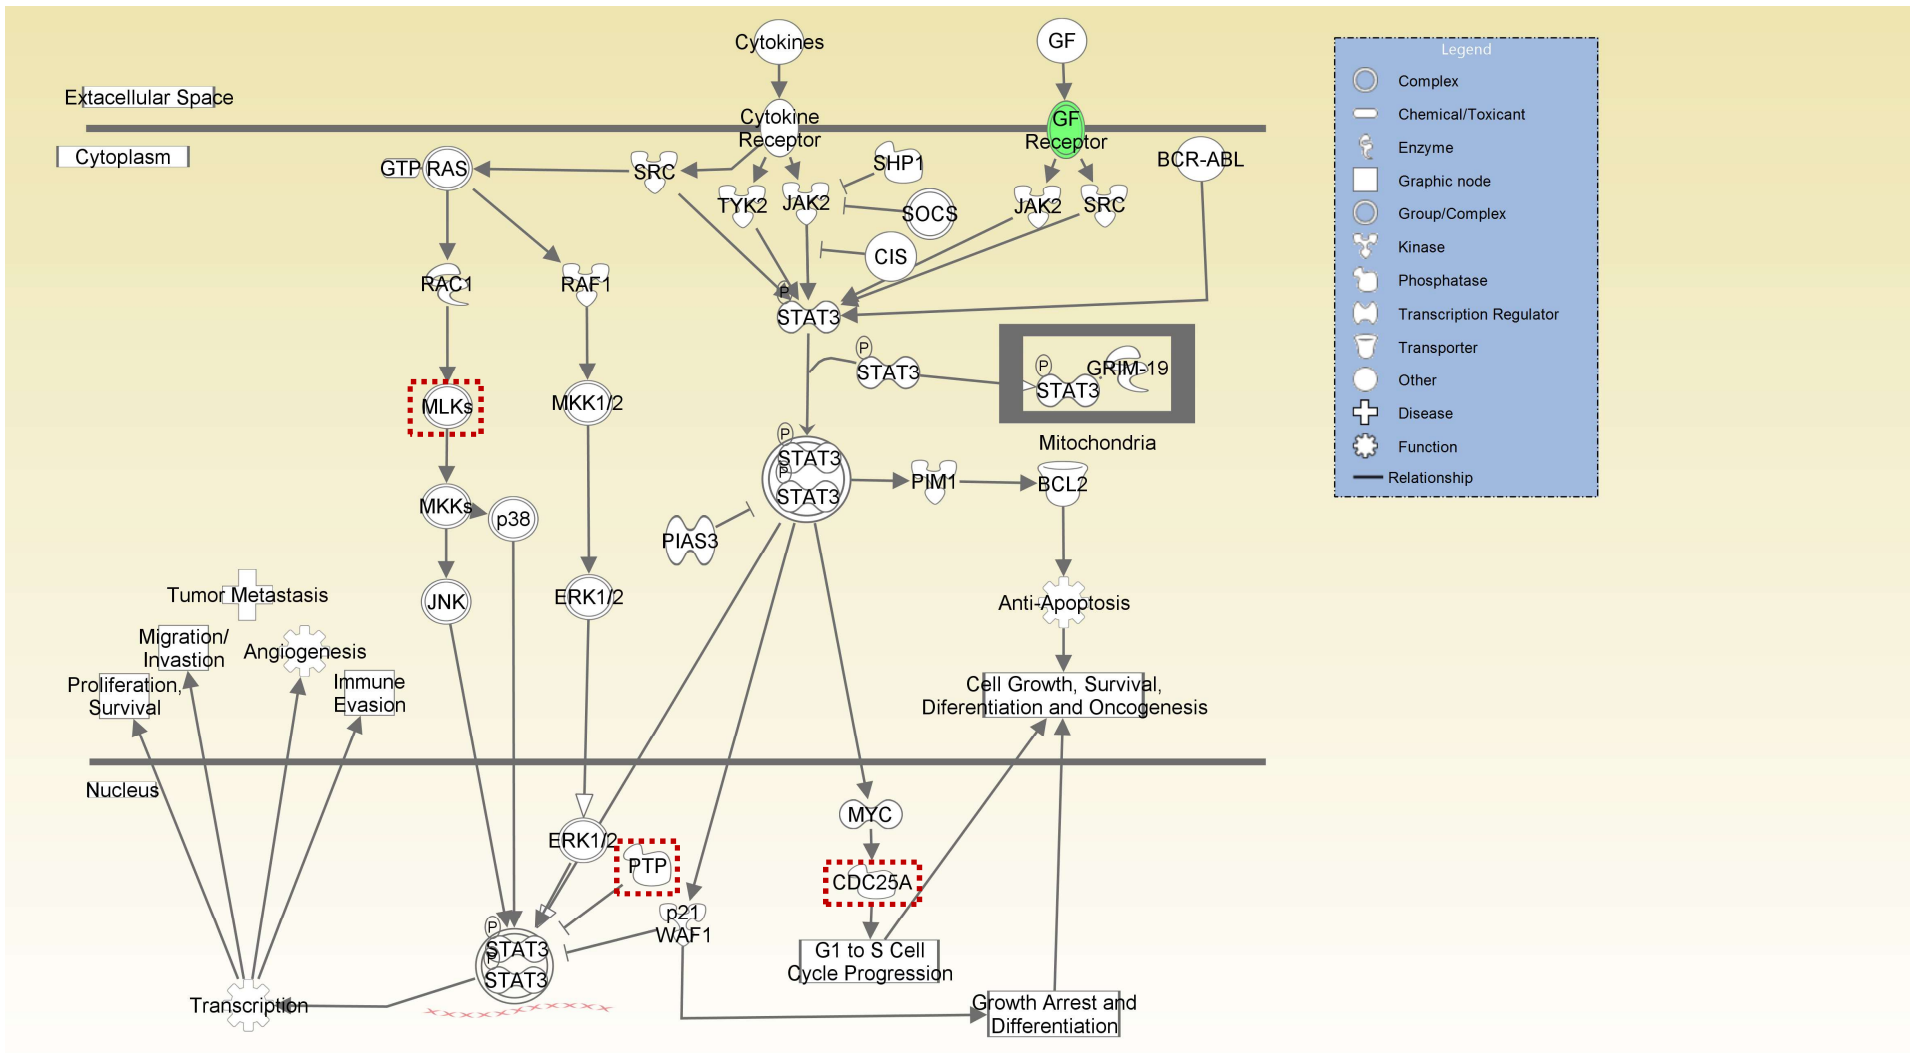 Cytokines
GF
Extacellular Space
Cytokine
Receptor
GF
Receptor
Cytoplasm
GTP
RAS
SRC
SHP1
BCR-ABL
TYK2
JAK2
SOCS
JAK2
SRC
CIS
RAC1
RAF1
P
STAT3
P
STAT3
P
STAT3
GRIM-19
Mitochondria
MLKs
MKK1/2
P
STAT3
P
STAT3
PIM1
BCL2
MKKs
p38
PIAS3
JNK
ERK1/2
Anti-Apoptosis
Tumor Metastasis
Migration/
Invastion
Angiogenesis
Proliferation,
Survival
Immune
Evasion
Cell Growth, Survival,
Diferentiation and Oncogenesis
Nucleus
MYC
ERK1/2
PTP
CDC25A
p21
WAF1
P
STAT3
P
STAT3
G1 to S Cell
Cycle Progression
Transcription
Growth Arrest and
Differentiation
Legend
Complex
Chemical/Toxicant
Enzyme
Graphic node
Group/Complex
Kinase
Phosphatase
Transcription Regulator
Transporter
Other
Disease
Function
Relationship